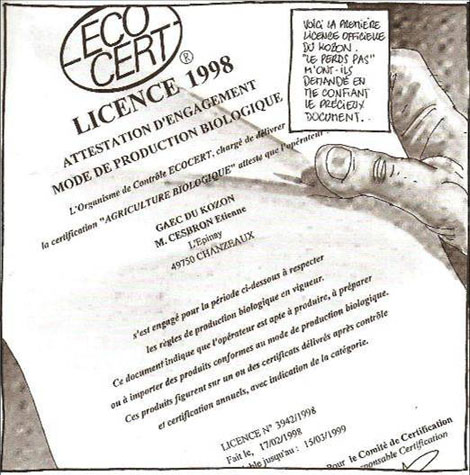 ECO
CERT
®
LICENCE 1998
ATTESTATION D'ENGAGEMENT
MODE DE PRODUCTION BIOLOGIQUE
L'Organisme de Contrôle ECOCERT, chargé de délivrer
la certification "AGRICULTURE BIOLOGIQUE" atteste que l'opérateur
GAEC DU KOZON
M. CESBRON Etienne
L'Epinay
49750 CHANZEAUX
s'est engagé pour la période ci-dessous à respecter
les règles de production biologique en vigueur.
Ce document indique que l'opérateur est apte à produire, à préparer
ou à importer des produits conformes au mode de production biologique.
Ces produits figurent sur un ou des certificats délivrés après contrôle
et certification annuels, avec indication de la catégorie.
LICENCE N° 3942/1998
Fait le, 17/02/1998
jusqu'au : 15/03/1999
Pour le Comité de Certification
Certification
VOICI LA PREMIÈRE
LICENCE OFFICIELLE
DU KOZON.
"LE PERDS PAS"
M'ONT-ILS
DEMANDÉ EN
ME CONFIANT
LE PRÉCIEUX
DOCUMENT...